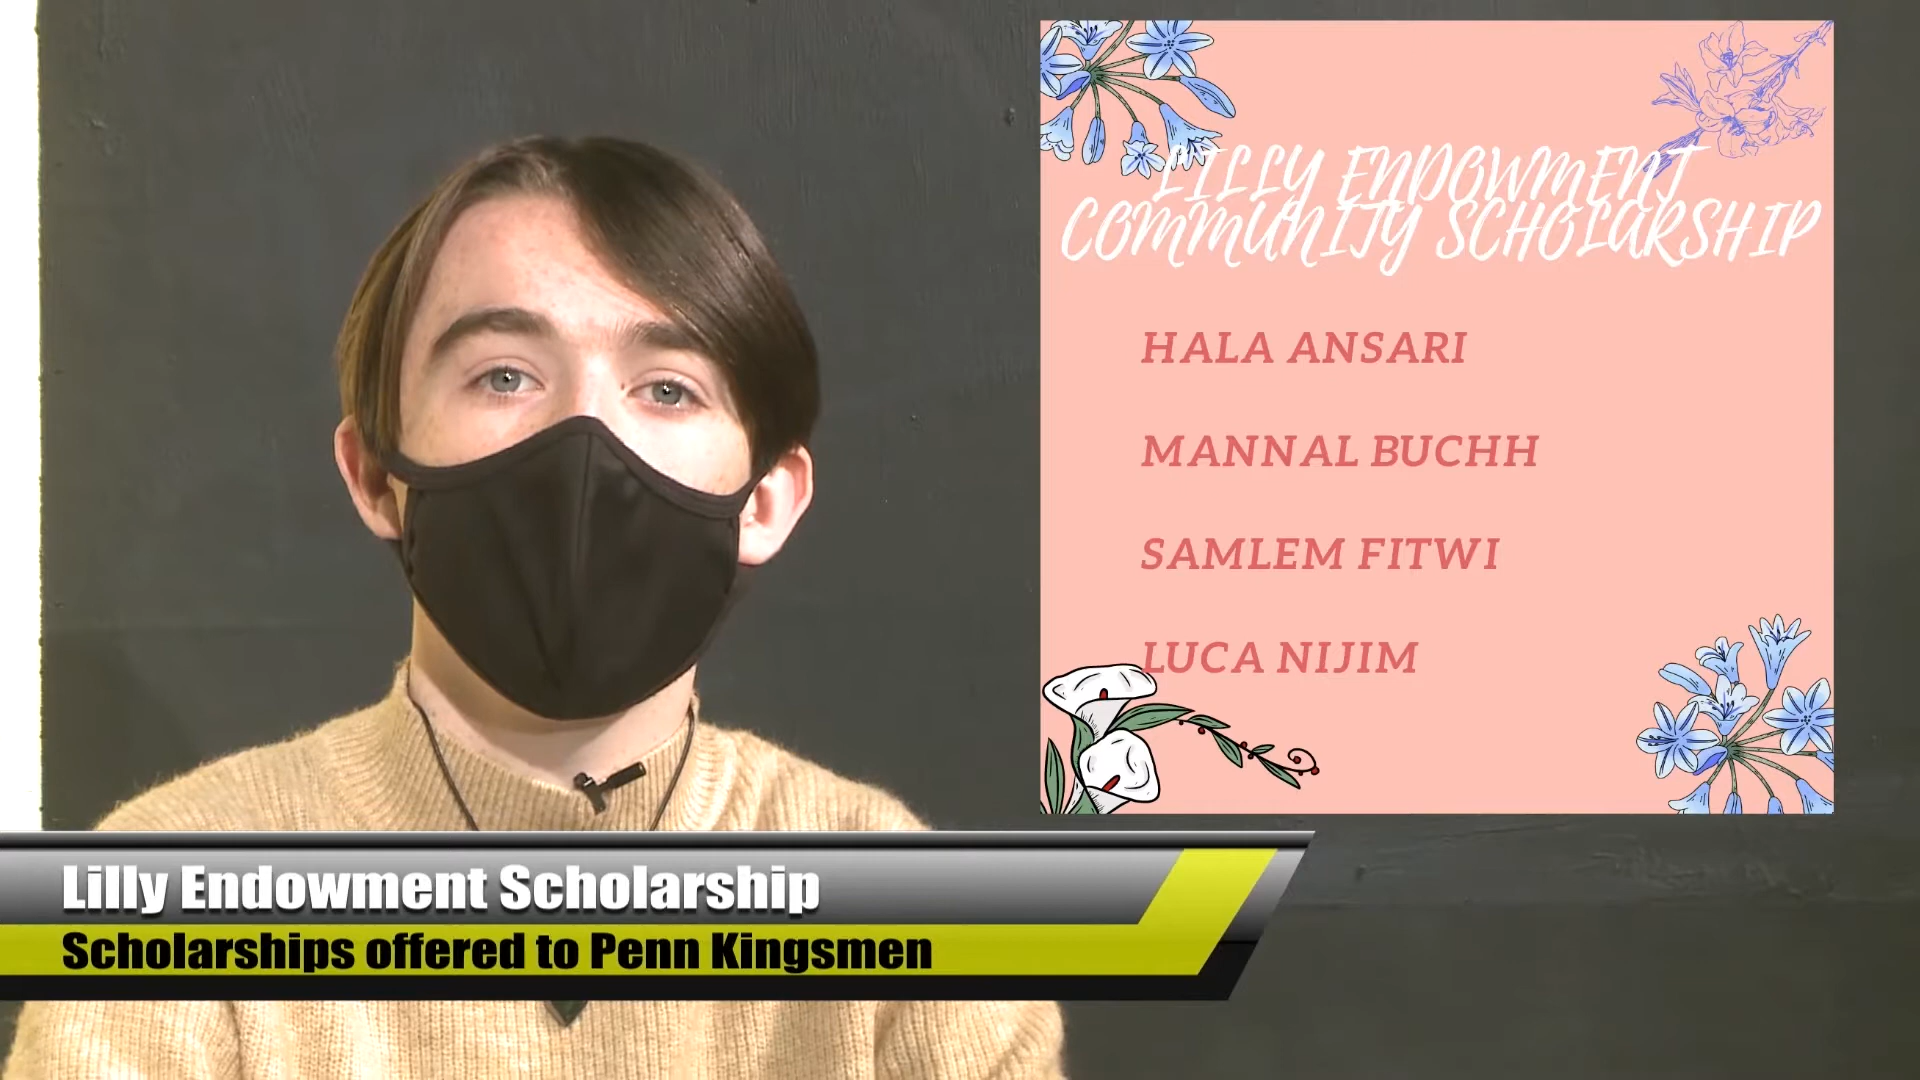 LILLY ENDOWMENT
COMMUNITY SCHOLARSHIP
HALA ANSARI
MANNAL BUCHH
SAMLEM FITWI
LUCA NIJIM
Lilly Endowment Scholarship
Scholarships offered to Penn Kingsmen